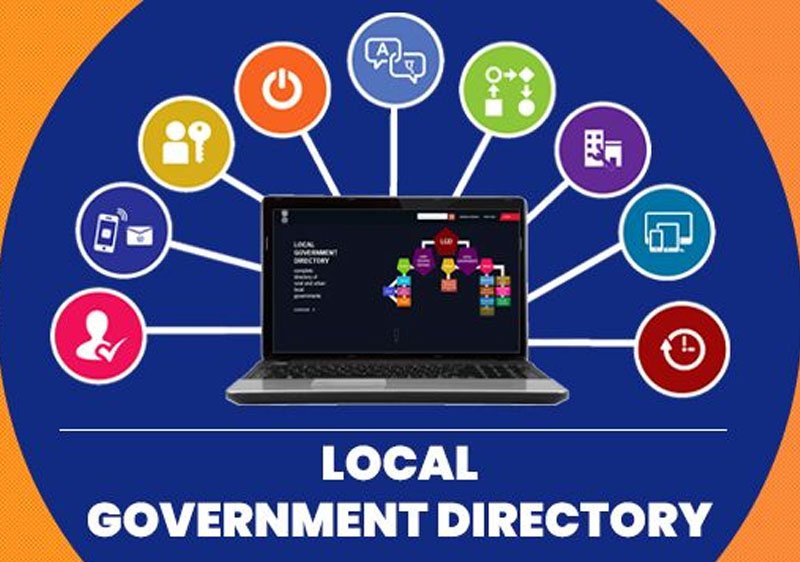 A
ए
LOCAL
GOVERNMENT
DIRECTORY
complete
directory of
rural and urban
local
governments
LGD
LOCAL
GOVERNMENT DIRECTORY